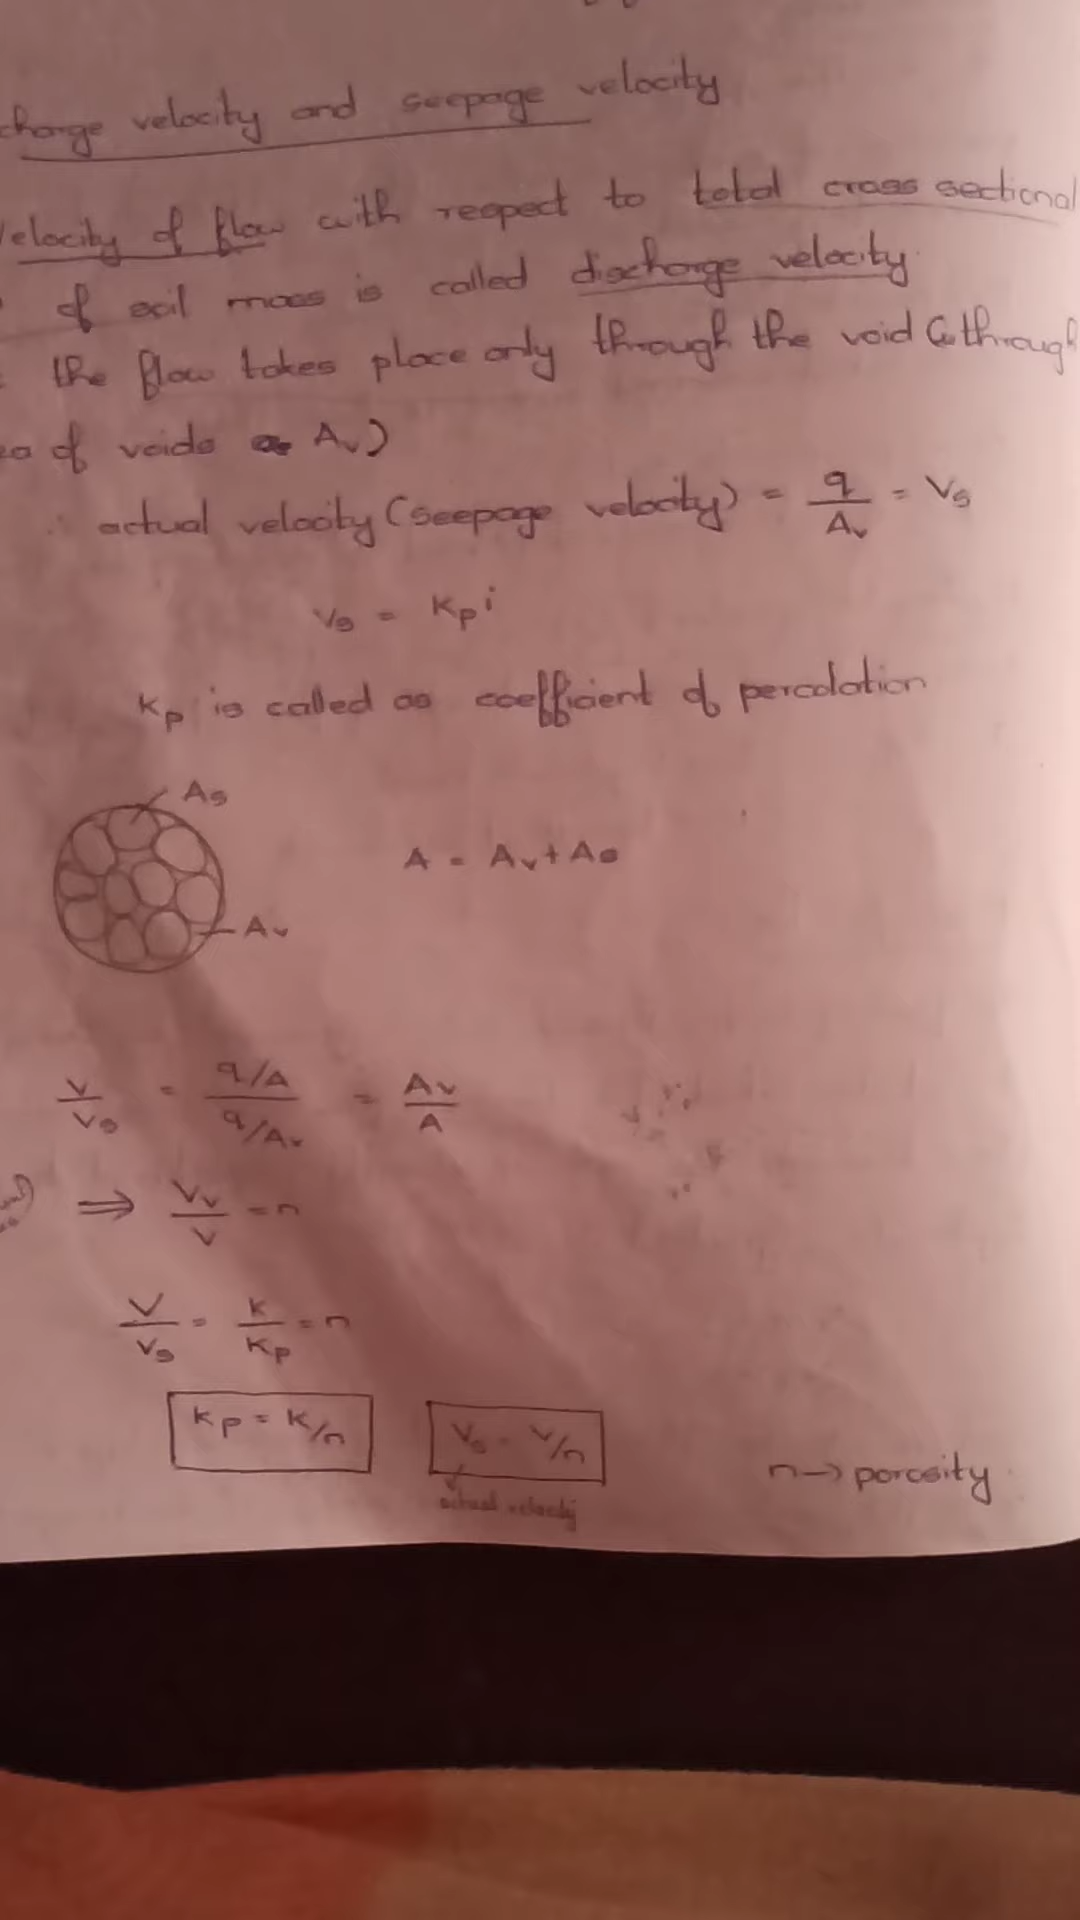 charge velocity and seepage velocity
Velocity of flow with respect to total cross sectional
of soil mass is called discharge velocity.
the flow takes place only through the void (through
ea of voids Av)
∴ actual velocity (seepage velocity) = q/Av = Vs
Vs = Kp i
Kp is called as coefficient of percolation
As
A = Av + As
Av
V/Vs = (q/A)/(q/Av) = Av/A
⇒ Vv/V = n
V/Vs = K/Kp = n
Kp = K/n Vs = V/n
n → porosity
actual velocity